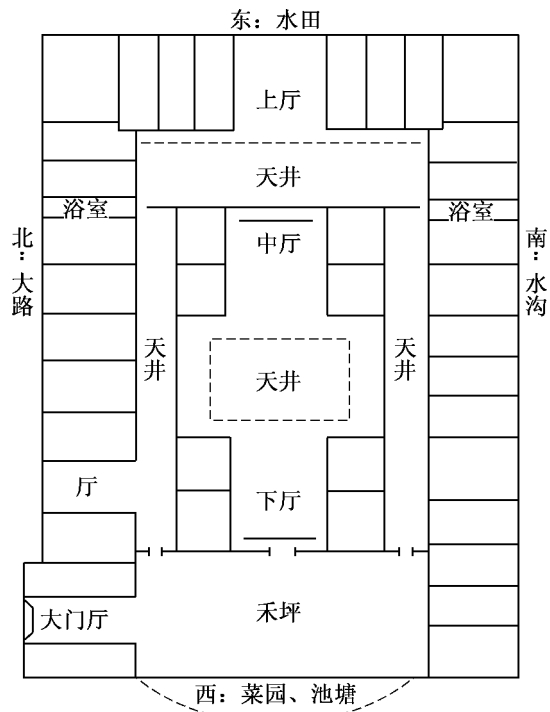 东：水田
上厅
天井
浴室
浴室
中厅
北：大路
南：水沟
天井
天井
天井
厅
下厅
大门厅
禾坪
西：菜园、池塘